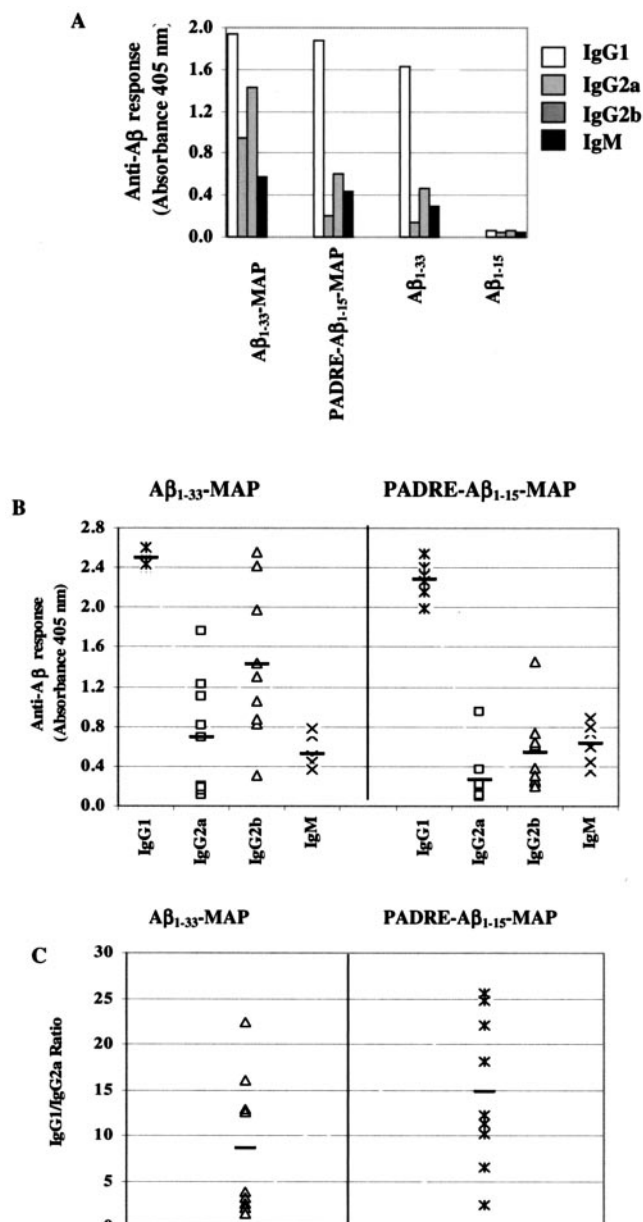 A
Anti-Aβ response
(Absorbance 405 nm)
2.0
1.6
1.2
0.8
0.4
0.0
IgG1
IgG2a
IgG2b
IgM
Aβ1-33-MAP
PADRE-Aβ1-15-MAP
Aβ1-33
Aβ1-15
B
Aβ1-33-MAP
PADRE-Aβ1-15-MAP
Anti-Aβ response
(Absorbance 405 nm)
2.8
2.4
2.0
1.6
1.2
0.8
0.4
0.0
IgG1
IgG2a
IgG2b
IgM
IgG1
IgG2a
IgG2b
IgM
C
Aβ1-33-MAP
PADRE-Aβ1-15-MAP
IgG1/IgG2a Ratio
30
25
20
15
10
5
0